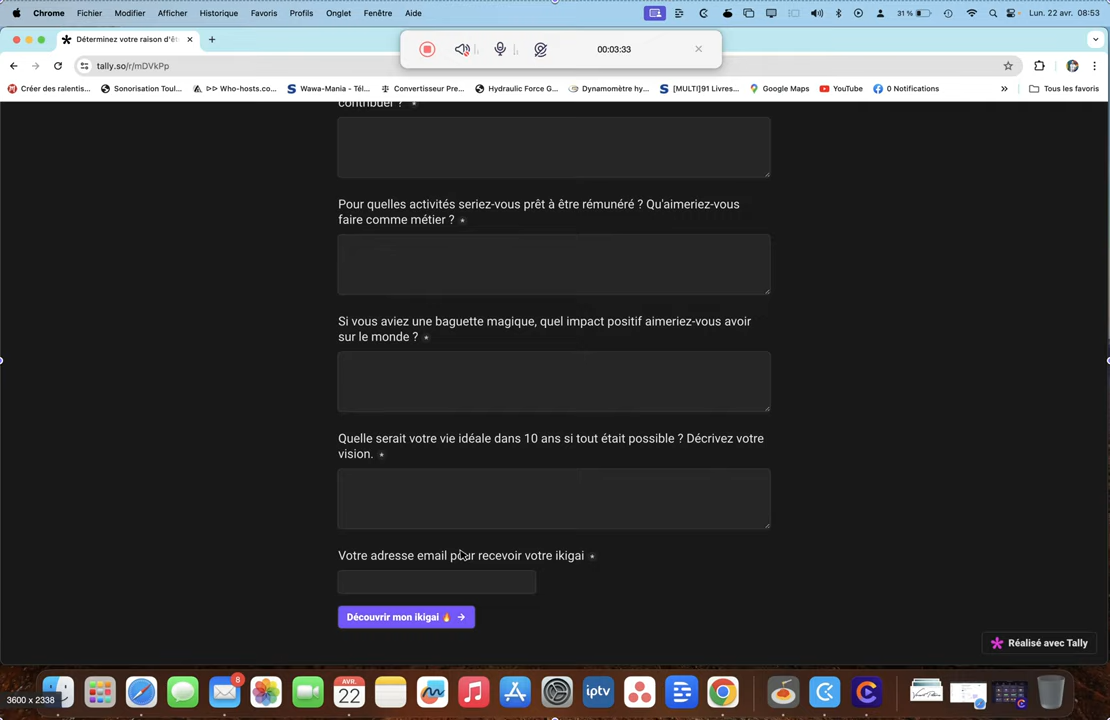 Chrome Fichier Modifier Afficher Historique Favoris Profils Onglet Fenêtre Aide 31 % Lun. 22 avr. 08:53
Déterminez votre raison d'êt
00:03:33
tally.so/r/mDVkPp
Créer des ralentis... Sonorisation Toul... ▷▷ Who-hosts.co... Wawa-Mania - Tél... Convertisseur Pre... Hydraulic Force G... Dynamomètre hy... [MULTI]91 Livres... Google Maps YouTube 0 Notifications » Tous les favoris
contribuer ? *
Pour quelles activités seriez-vous prêt à être rémunéré ? Qu'aimeriez-vous
faire comme métier ? *
Si vous aviez une baguette magique, quel impact positif aimeriez-vous avoir
sur le monde ? *
Quelle serait votre vie idéale dans 10 ans si tout était possible ? Décrivez votre
vision. *
Votre adresse email pour recevoir votre ikigai *
Découvrir mon ikigai 🔥 →
Réalisé avec Tally
8
AVR.
22
iptv
3600 x 2338